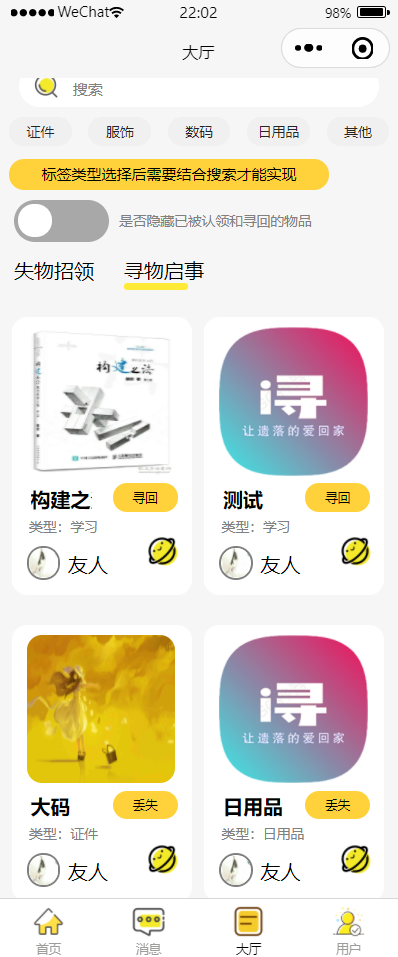 WeChat 22:02 98%
大厅
搜索
证件 服饰 数码 日用品 其他
标签类型选择后需要结合搜索才能实现
是否隐藏已被认领和寻回的物品
失物招领 寻物启事
构建之法
寻
让遗落的爱回家
构建之 寻回
测试 寻回
类型：学习
类型：学习
友人
友人
寻
让遗落的爱回家
大码 丢失
日用品 丢失
类型：证件
类型：日用品
友人
友人
首页 消息 大厅 用户